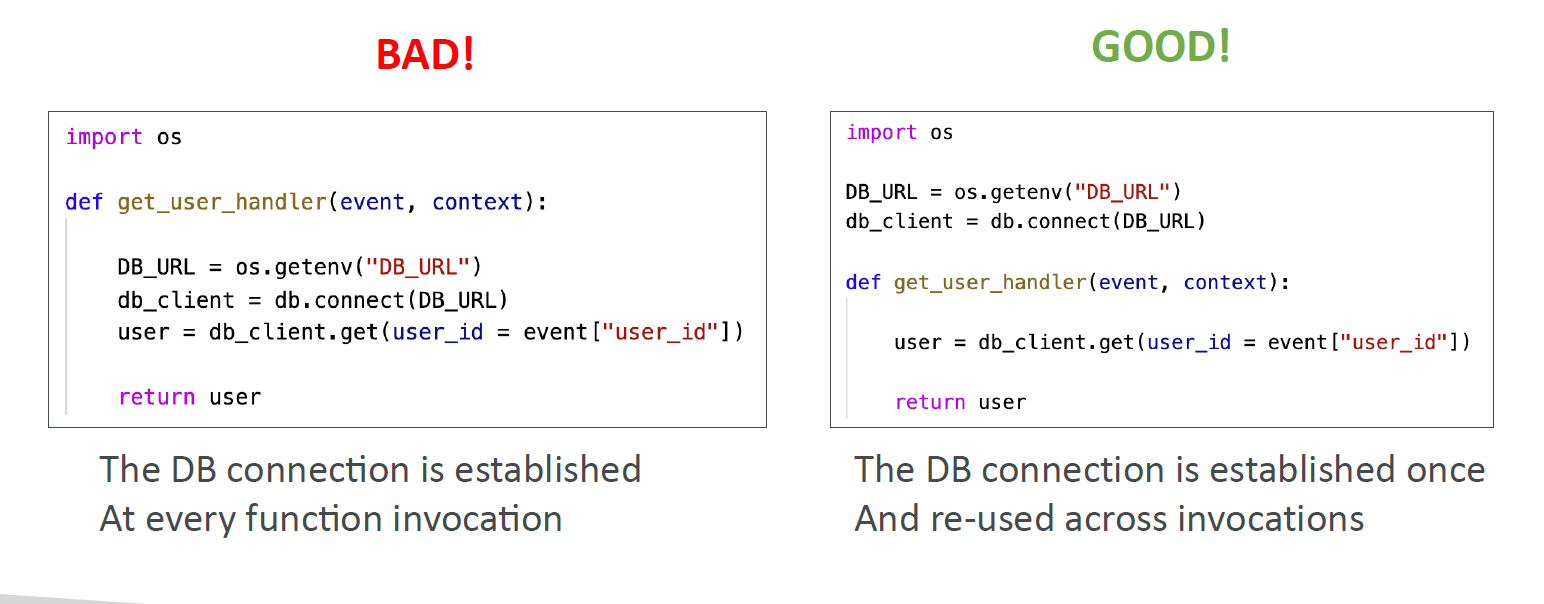 BAD!
import os
def get_user_handler(event, context):
DB_URL = os.getenv("DB_URL")
db_client = db.connect(DB_URL)
user = db_client.get(user_id = event["user_id"])
return user
The DB connection is established
At every function invocation
GOOD!
import os
DB_URL = os.getenv("DB_URL")
db_client = db.connect(DB_URL)
def get_user_handler(event, context):
user = db_client.get(user_id = event["user_id"])
return user
The DB connection is established once
And re-used across invocations